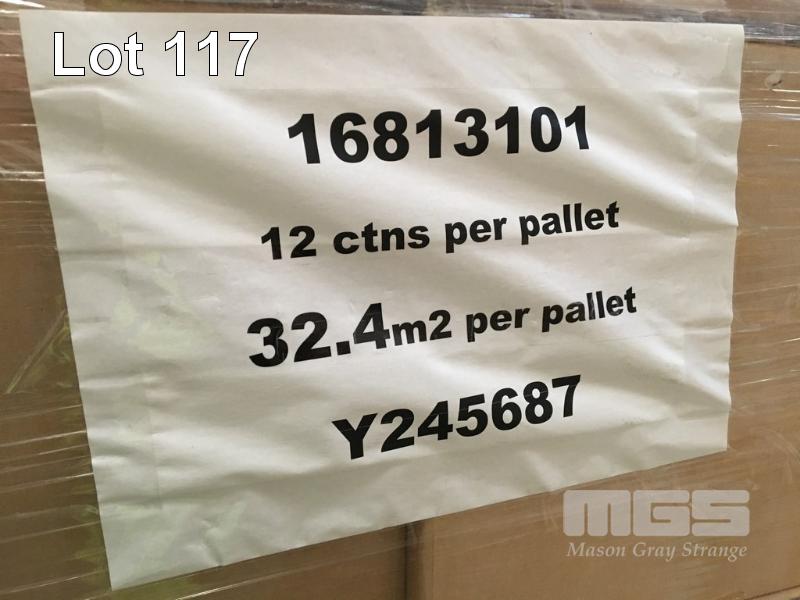 Lot 117
16813101
12 ctns per pallet
32.4m2 per pallet
Y245687
MGS
Mason Gray Strange